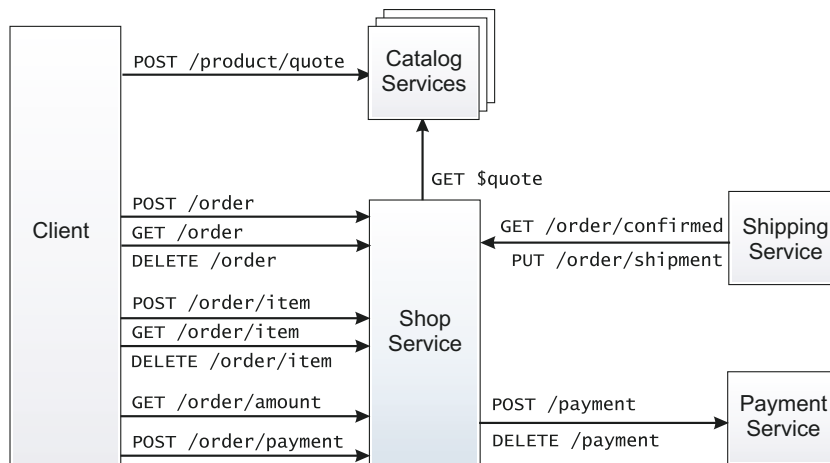 POST /product/quote
Catalog
Services
GET $quote
Client
POST /order
GET /order
DELETE /order
GET /order/confirmed
PUT /order/shipment
Shipping
Service
POST /order/item
GET /order/item
DELETE /order/item
Shop
Service
GET /order/amount
POST /order/payment
POST /payment
DELETE /payment
Payment
Service